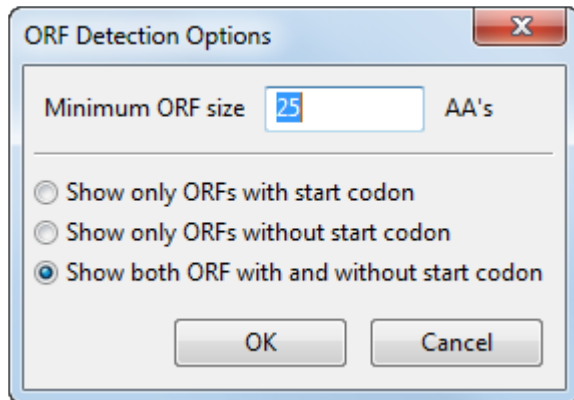 ORF Detection Options
Minimum ORF size 25 AA's
Show only ORFs with start codon
Show only ORFs without start codon
Show both ORF with and without start codon
OK Cancel